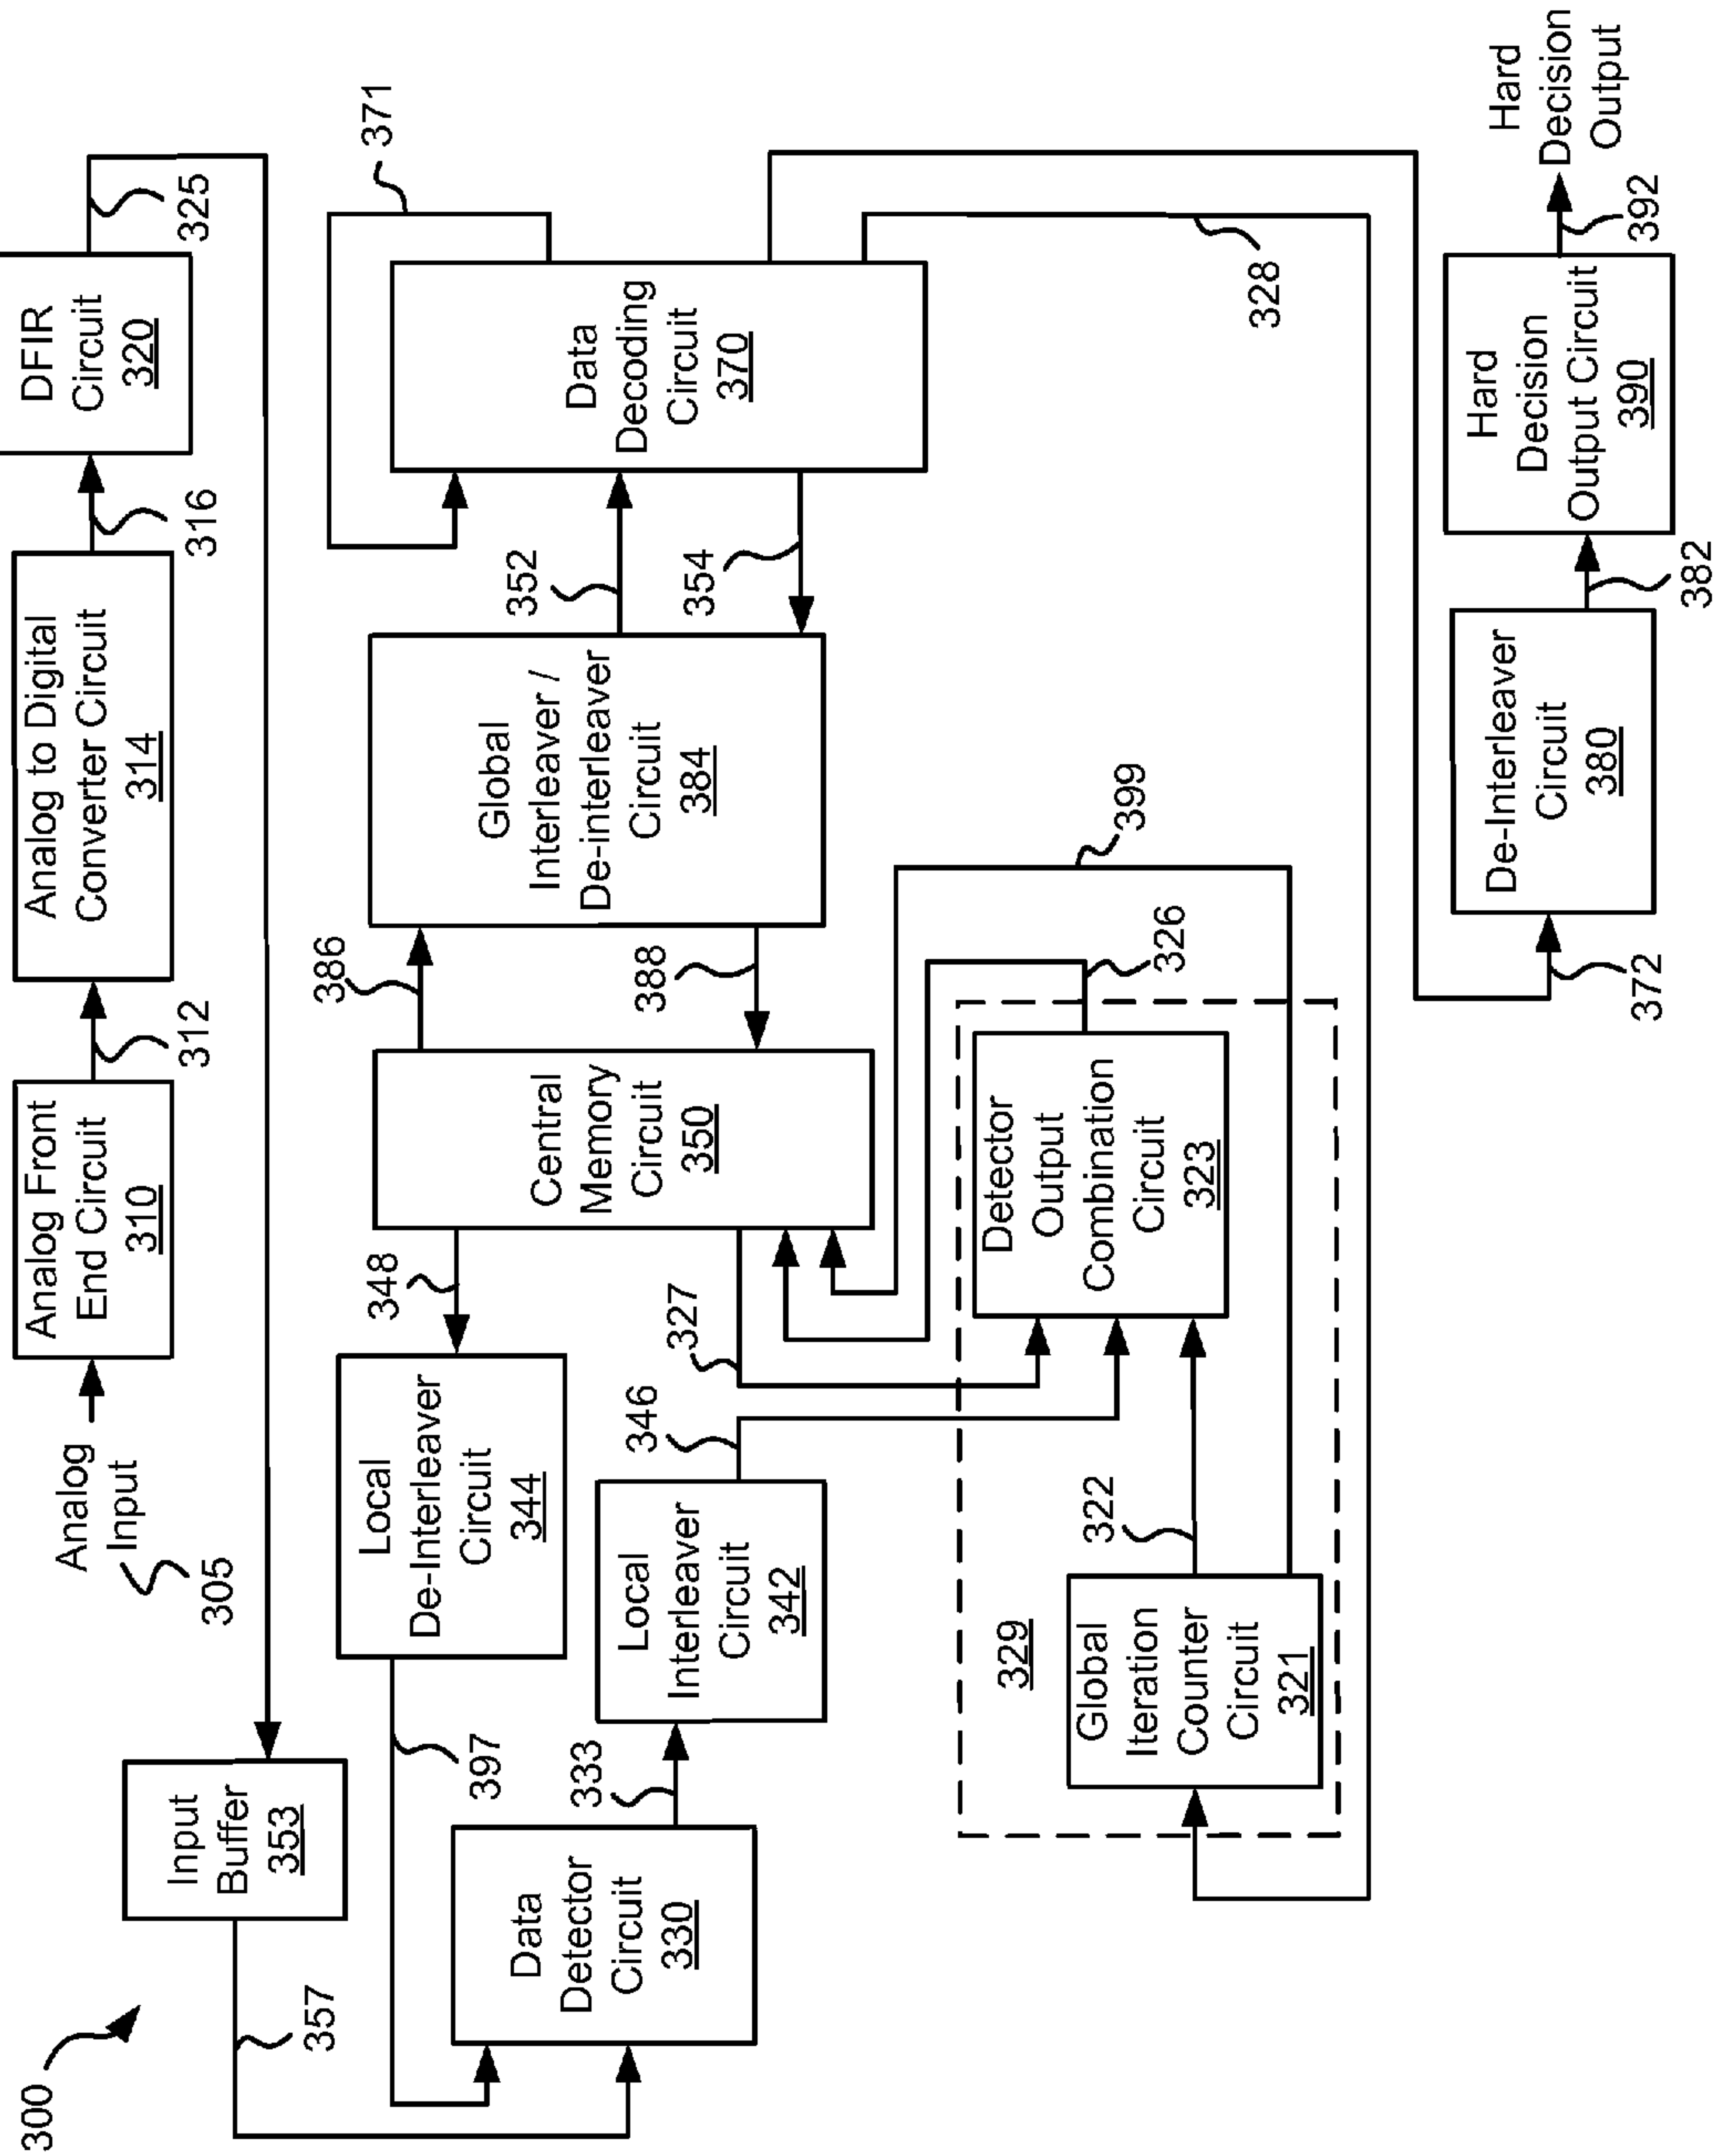 300
Analog
Input
305
Analog Front
End Circuit
310
312
Analog to Digital
Converter Circuit
314
316
DFIR
Circuit
320
325
Input
Buffer
353
357
397
Local
De-Interleaver
Circuit
344
348
Central
Memory
Circuit
350
386
388
Global
Interleaver /
De-interleaver
Circuit
384
352
354
Data
Decoding
Circuit
370
371
Data
Detector
Circuit
330
333
Local
Interleaver
Circuit
342
346
327
329
Global
Iteration
Counter
Circuit
321
322
Detector
Output
Combination
Circuit
323
326
399
328
372
De-Interleaver
Circuit
380
382
Hard
Decision
Output Circuit
390
392
Hard
Decision
Output